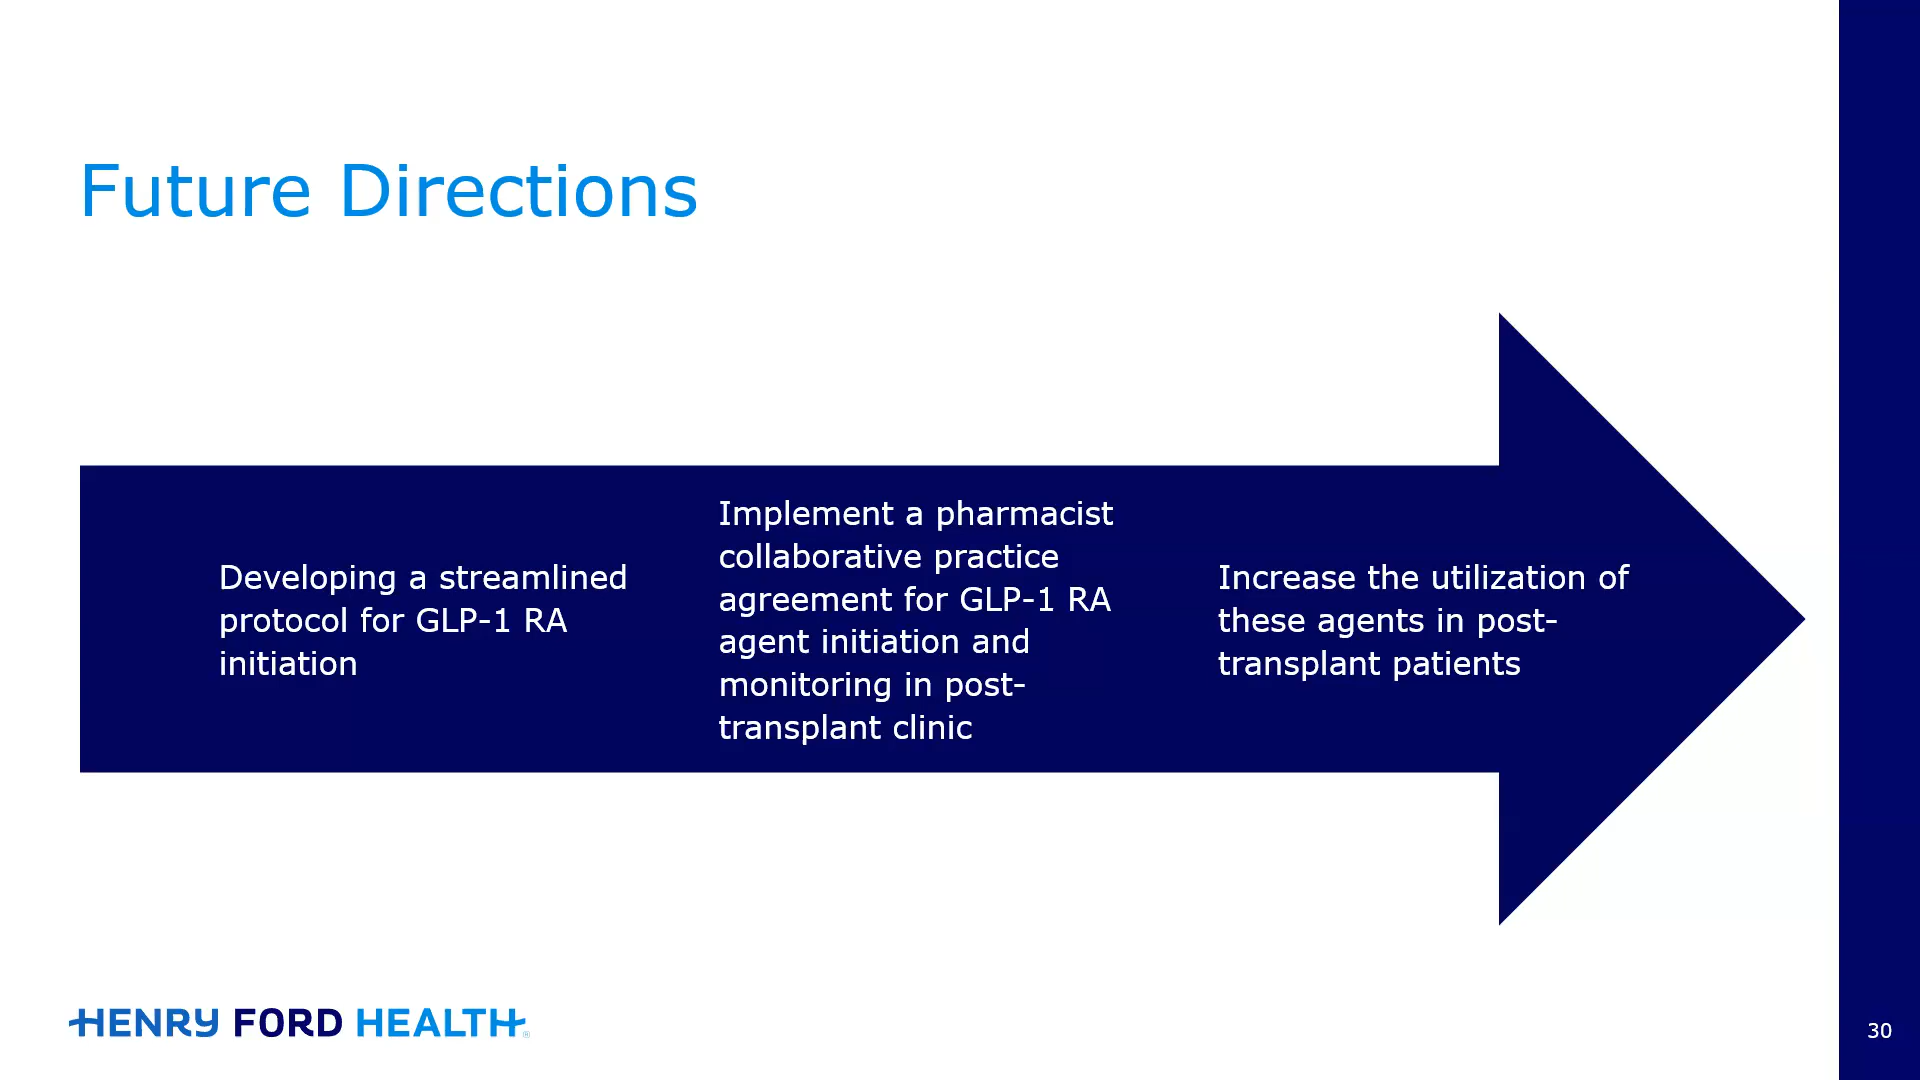 Future Directions
Developing a streamlined
protocol for GLP-1 RA
initiation
Implement a pharmacist
collaborative practice
agreement for GLP-1 RA
agent initiation and
monitoring in post-
transplant clinic
Increase the utilization of
these agents in post-
transplant patients
HENRY FORD HEALTH®
30